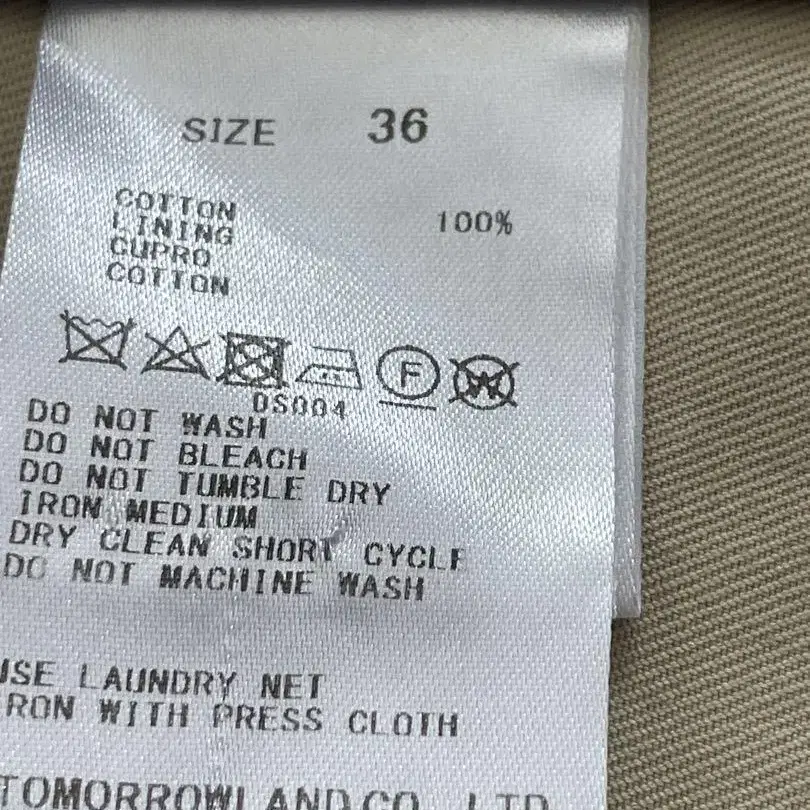 SIZE 36
COTTON 100%
LINING
CUPRO
COTTON
F W
DS004
DO NOT WASH
DO NOT BLEACH
DO NOT TUMBLE DRY
IRON MEDIUM
DRY CLEAN SHORT CYCLE
DO NOT MACHINE WASH
USE LAUNDRY NET
IRON WITH PRESS CLOTH
TOMORROWLAND CO., LTD